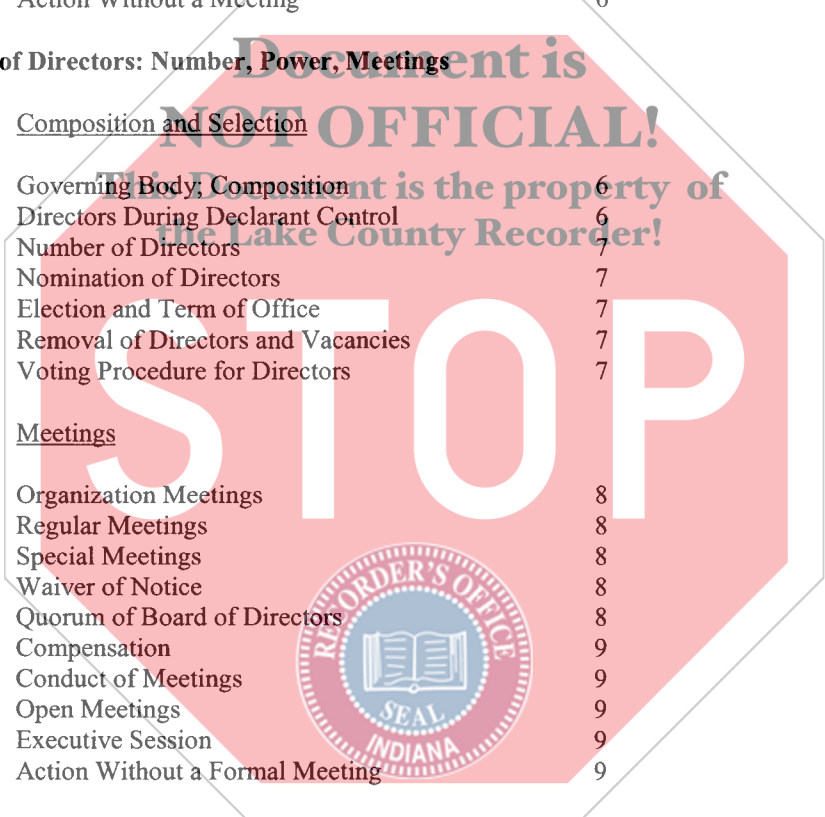 Action Without a Meeting 6
of Directors: Number, Power, Meetings
Document is
Composition and Selection
NOT OFFICIAL!
Governing Body; Composition 6
This Document is the property of
Directors During Declarant Control 6
the Lake County Recorder!
Number of Directors 7
Nomination of Directors 7
Election and Term of Office 7
Removal of Directors and Vacancies 7
Voting Procedure for Directors 7
STOP
Meetings
Organization Meetings 8
Regular Meetings 8
Special Meetings 8
Waiver of Notice 8
Quorum of Board of Directors 8
Compensation 9
Conduct of Meetings 9
Open Meetings 9
Executive Session 9
Action Without a Formal Meeting 9
RECORDER'S OFFICE
SEAL
INDIANA